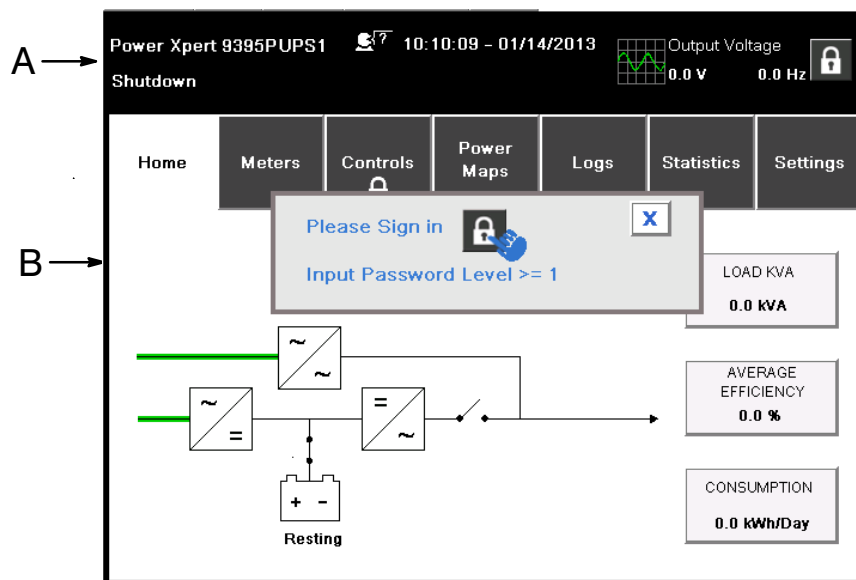 A
Power Xpert 9395PUPS1
? 10:10:09 - 01/14/2013
Output Voltage
0.0 V 0.0 Hz
Shutdown
Home
Meters
Controls
Power
Maps
Logs
Statistics
Settings
Please Sign in
X
Input Password Level >= 1
B
LOAD KVA
0.0 kVA
AVERAGE
EFFICIENCY
0.0 %
CONSUMPTION
0.0 kWh/Day
~
~
~
=
=
~
+ -
Resting